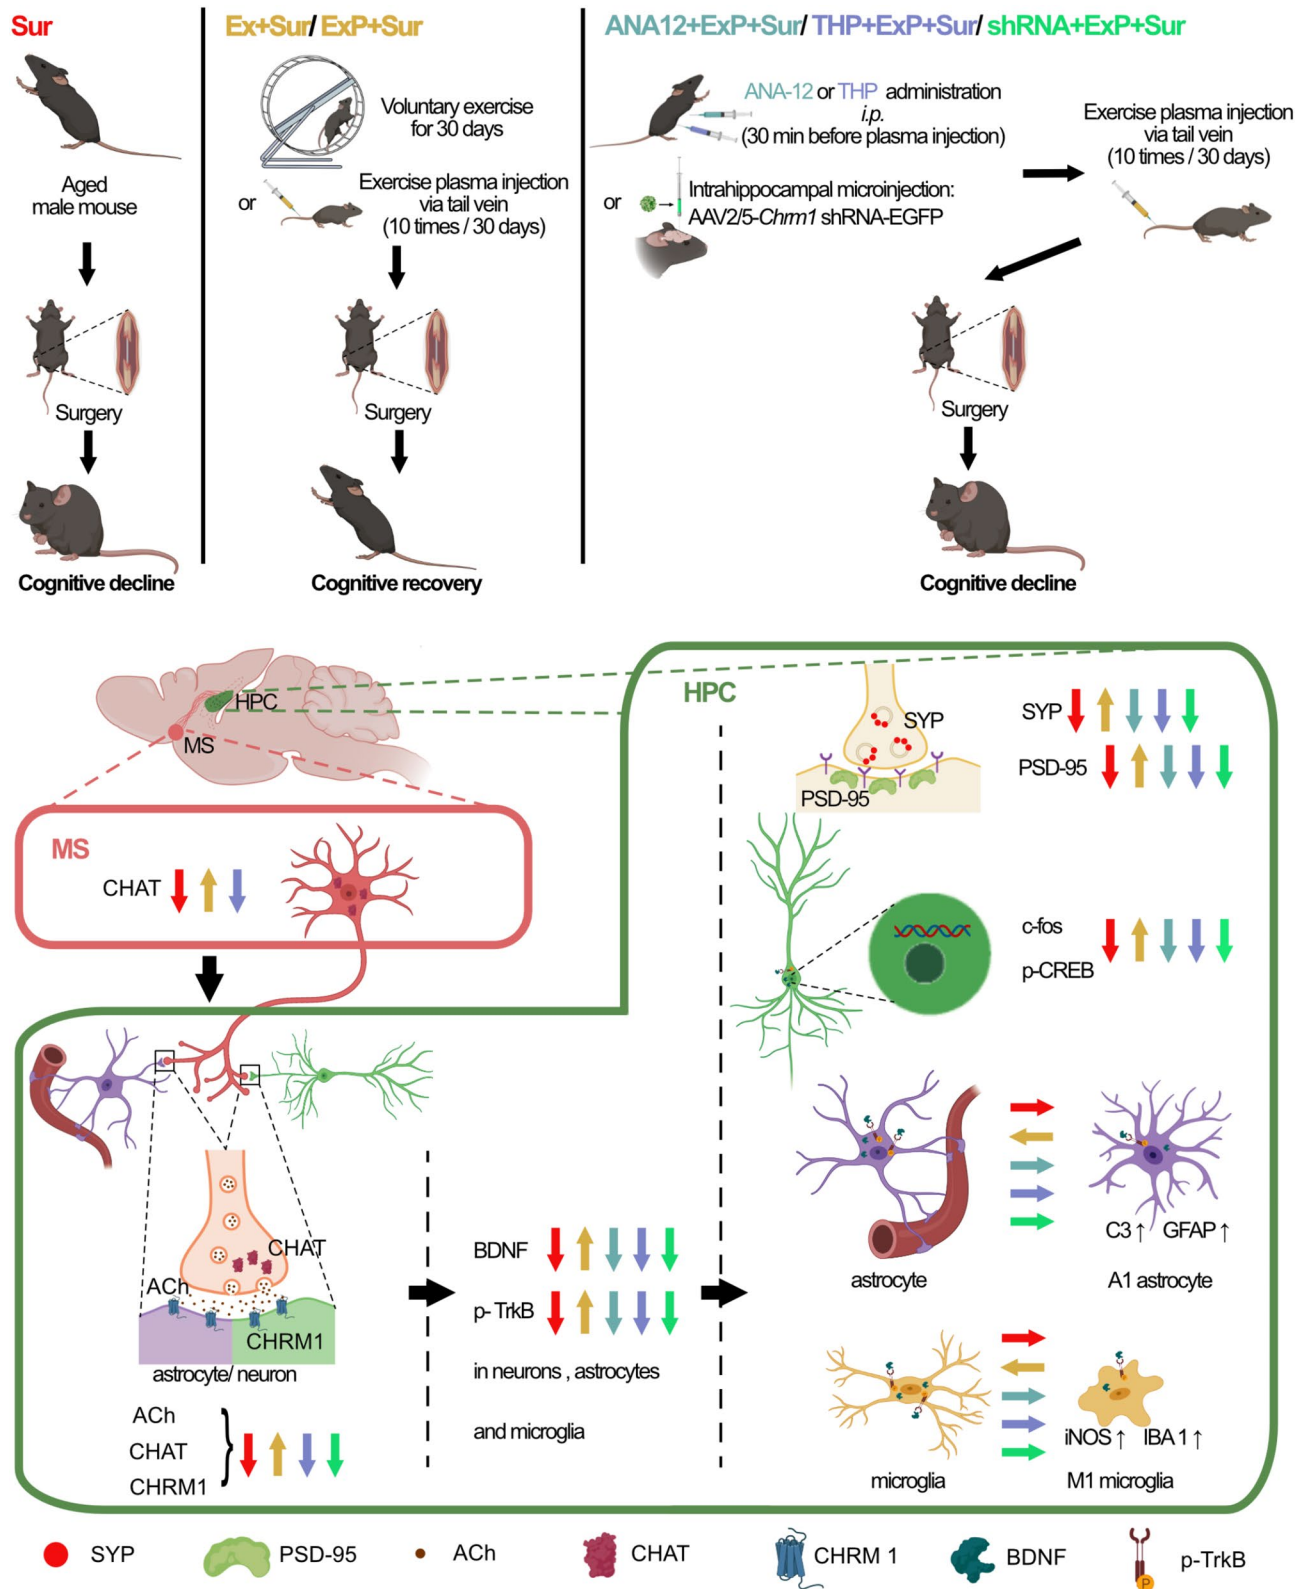 Sur
Aged
male mouse
Surgery
Cognitive decline
Ex+Sur/ ExP+Sur
Voluntary exercise
for 30 days
or
Exercise plasma injection
via tail vein
(10 times / 30 days)
Surgery
Cognitive recovery
ANA12+ExP+Sur/ THP+ExP+Sur/ shRNA+ExP+Sur
ANA-12 or THP administration
i.p.
(30 min before plasma injection)
or
Intrahippocampal microinjection:
AAV2/5-Chrm1 shRNA-EGFP
Exercise plasma injection
via tail vein
(10 times / 30 days)
Surgery
Cognitive decline
HPC
MS
MS
CHAT
HPC
SYP
PSD-95
SYP
PSD-95
c-fos
p-CREB
CHAT
ACh
CHRM1
astrocyte/ neuron
ACh
CHAT
CHRM1
BDNF
p- TrkB
in neurons , astrocytes
and microglia
C3 ↑ GFAP ↑
astrocyte
A1 astrocyte
iNOS ↑ IBA 1 ↑
microglia
M1 microglia
SYP
PSD-95
ACh
CHAT
CHRM 1
BDNF
P
p-TrkB